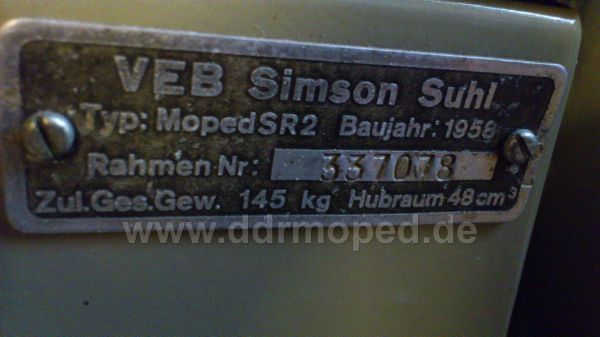 VEB Simson Suhl
Typ: Moped SR2 Baujahr: 1958
Rahmen Nr: 337078
Zul.Ges.Gew. 145 kg Hubraum 48 cm³
www.ddrmoped.de